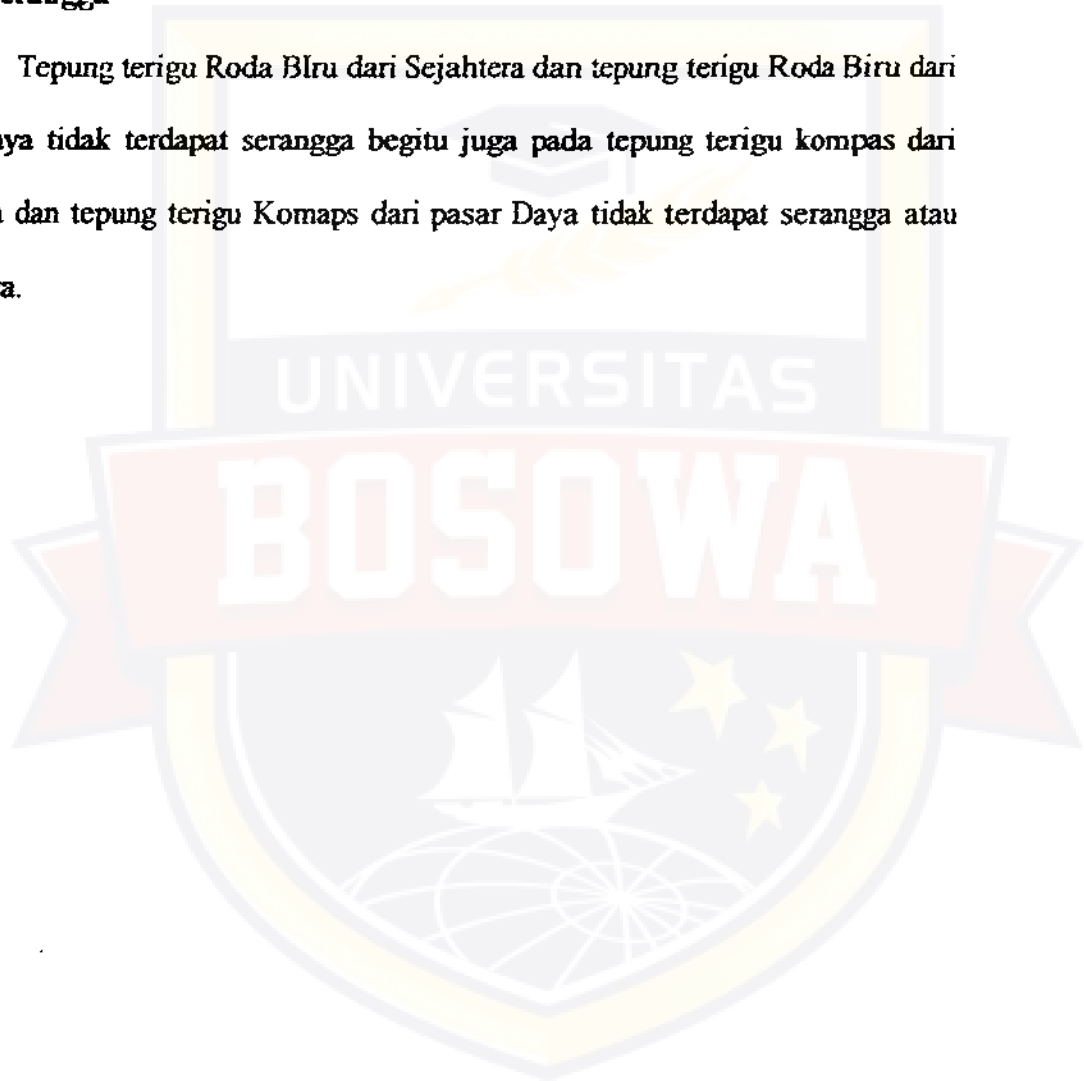 Tepung terigu Roda BIru dari Sejahtera dan tepung terigu Roda Biru dari
tidak terdapat serangga begitu juga pada tepung terigu kompas dari
dan tepung terigu Komaps dari pasar Daya tidak terdapat serangga atau
UNIVERSITAS
BOSOWA